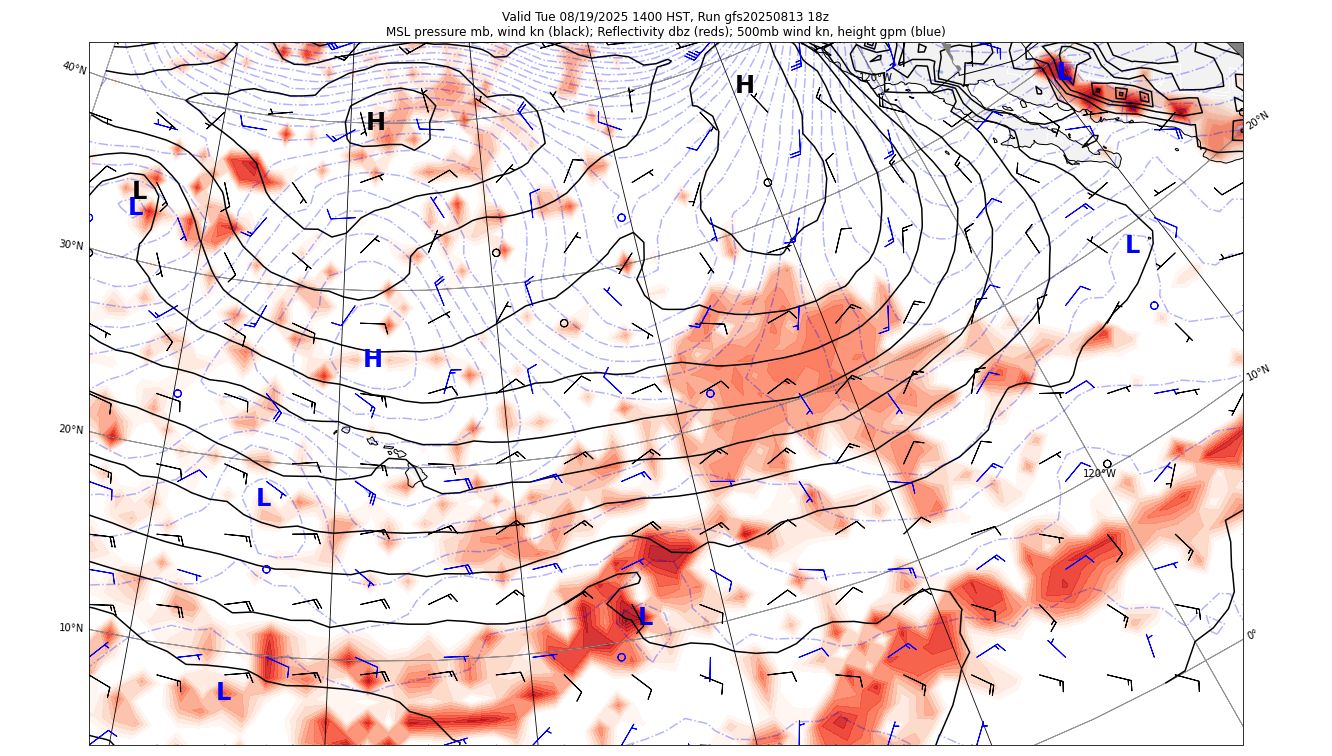 Valid Tue 08/19/2025 1400 HST, Run gfs20250813 18z
MSL pressure mb, wind kn (black); Reflectivity dbz (reds); 500mb wind kn, height gpm (blue)
40°N
H
H
120°W
L
20°N
L
L
30°N
L
H
10°N
20°N
L
120°W
10°N
L
0°
L